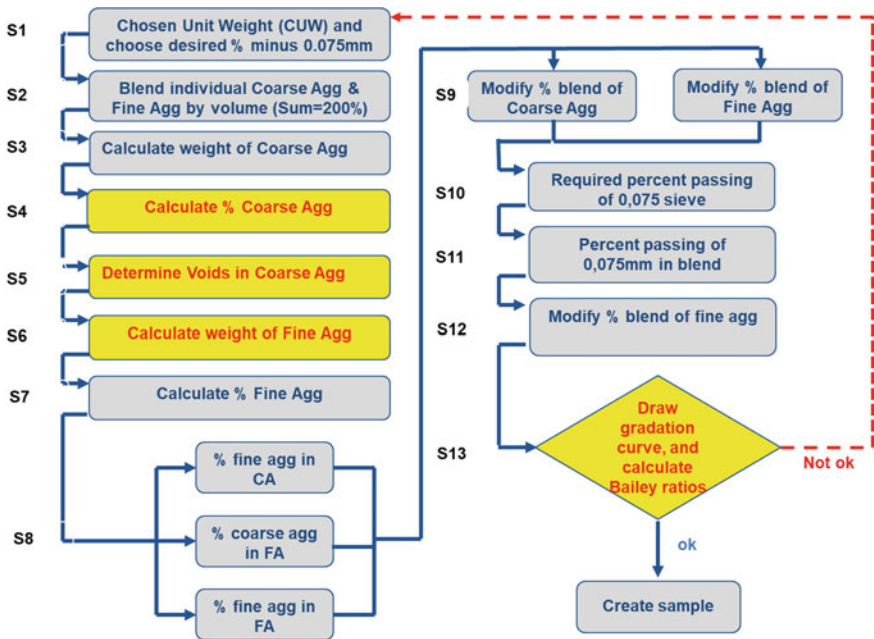 S1
Chosen Unit Weight (CUW) and
choose desired % minus 0.075mm
S2
Blend individual Coarse Agg &
Fine Agg by volume (Sum=200%)
S3
Calculate weight of Coarse Agg
S4
Calculate % Coarse Agg
S5
Determine Voids in Coarse Agg
S6
Calculate weight of Fine Agg
S7
Calculate % Fine Agg
S8
% fine agg in
CA
% coarse agg
in FA
% fine agg in
FA
S9
Modify % blend of
Coarse Agg
Modify % blend
of Fine Agg
S10
Required percent passing
of 0,075 sieve
S11
Percent passing of
0,075mm in blend
S12
Modify % blend of fine agg
S13
Draw
gradation
curve, and
calculate
Bailey ratios
Not ok
ok
Create sample